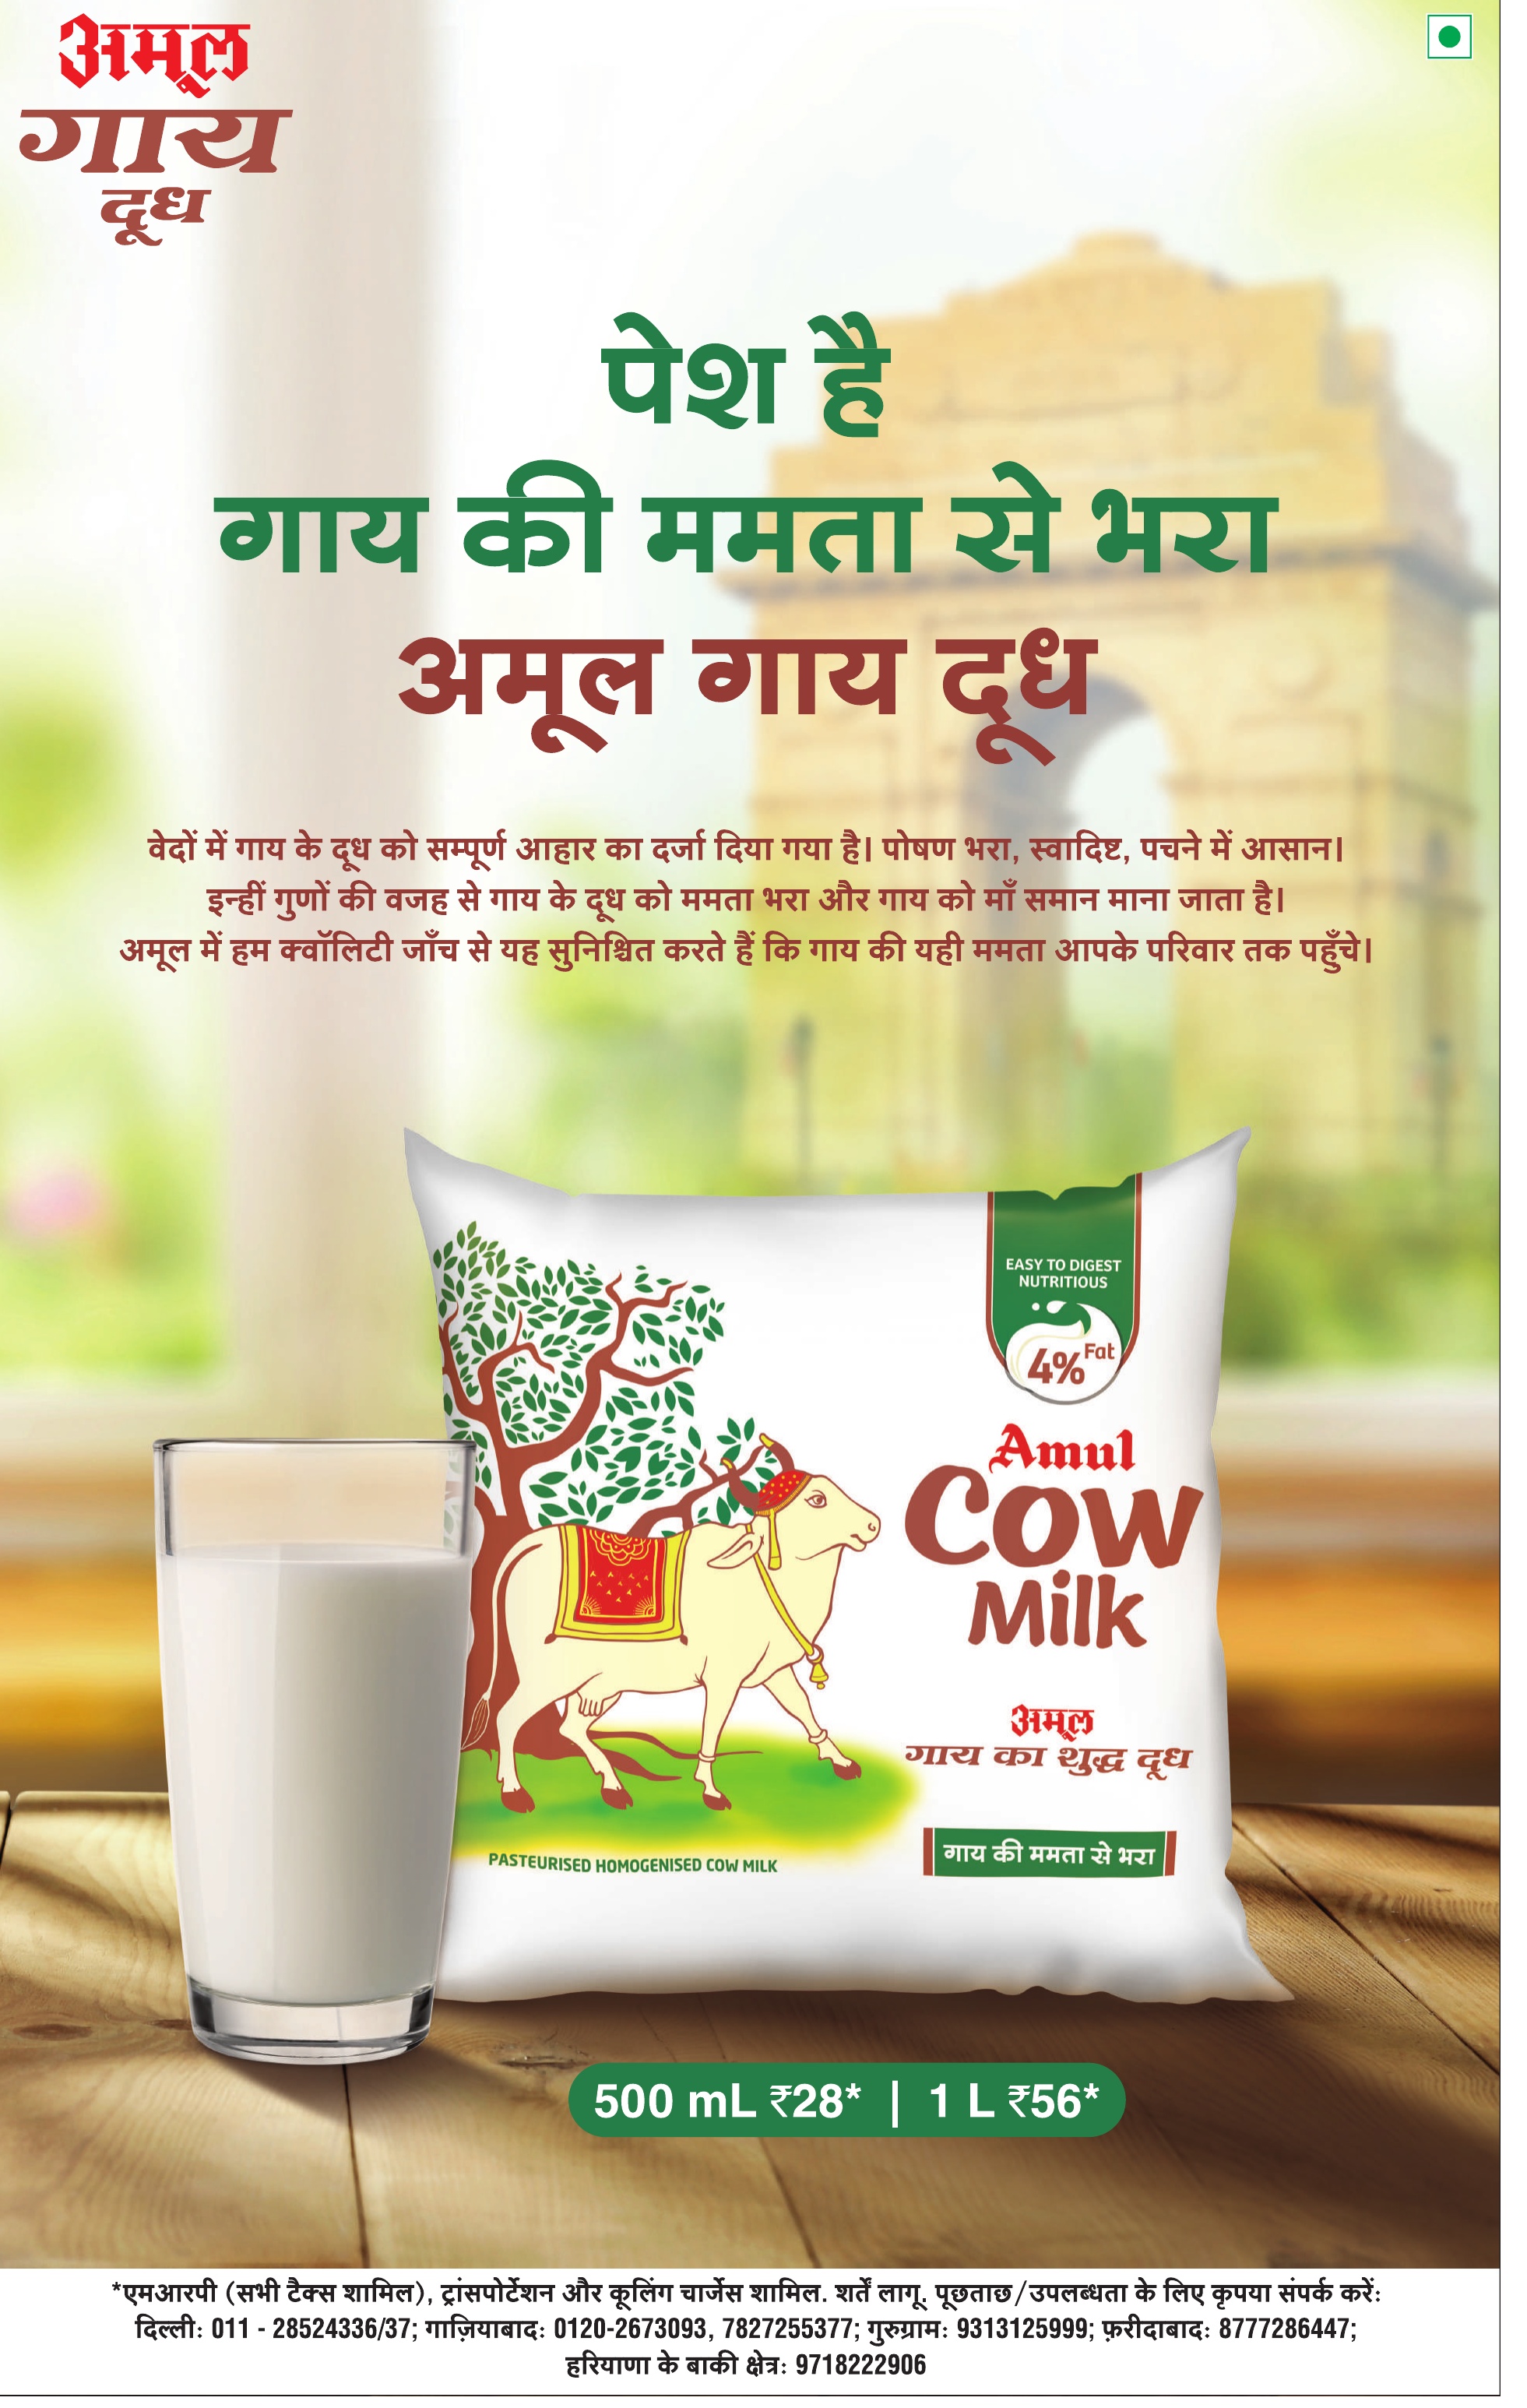 अमूल
गाय
दूध
पेश है
गाय की ममता से भरा
अमूल गाय दूध
वेदों में गाय के दूध को सम्पूर्ण आहार का दर्जा दिया गया है। पोषण भरा, स्वादिष्ट, पचने में आसान।
इन्हीं गुणों की वजह से गाय के दूध को ममता भरा और गाय को माँ समान माना जाता है।
अमूल में हम क्वॉलिटी जाँच से यह सुनिश्चित करते हैं कि गाय की यही ममता आपके परिवार तक पहुँचे।
EASY TO DIGEST
NUTRITIOUS
4% Fat
Amul
Cow
Milk
अमूल
गाय का शुद्ध दूध
गाय की ममता से भरा
PASTEURISED HOMOGENISED COW MILK
500 mL ₹28* | 1 L ₹56*
*एमआरपी (सभी टैक्स शामिल), ट्रांसपोर्टेशन और कूलिंग चार्जेस शामिल. शर्तें लागू. पूछताछ/उपलब्धता के लिए कृपया संपर्क करें:
दिल्ली: 011 - 28524336/37; गाज़ियाबाद: 0120-2673093, 7827255377; गुरुग्राम: 9313125999; फ़रीदाबाद: 8777286447;
हरियाणा के बाकी क्षेत्र: 9718222906